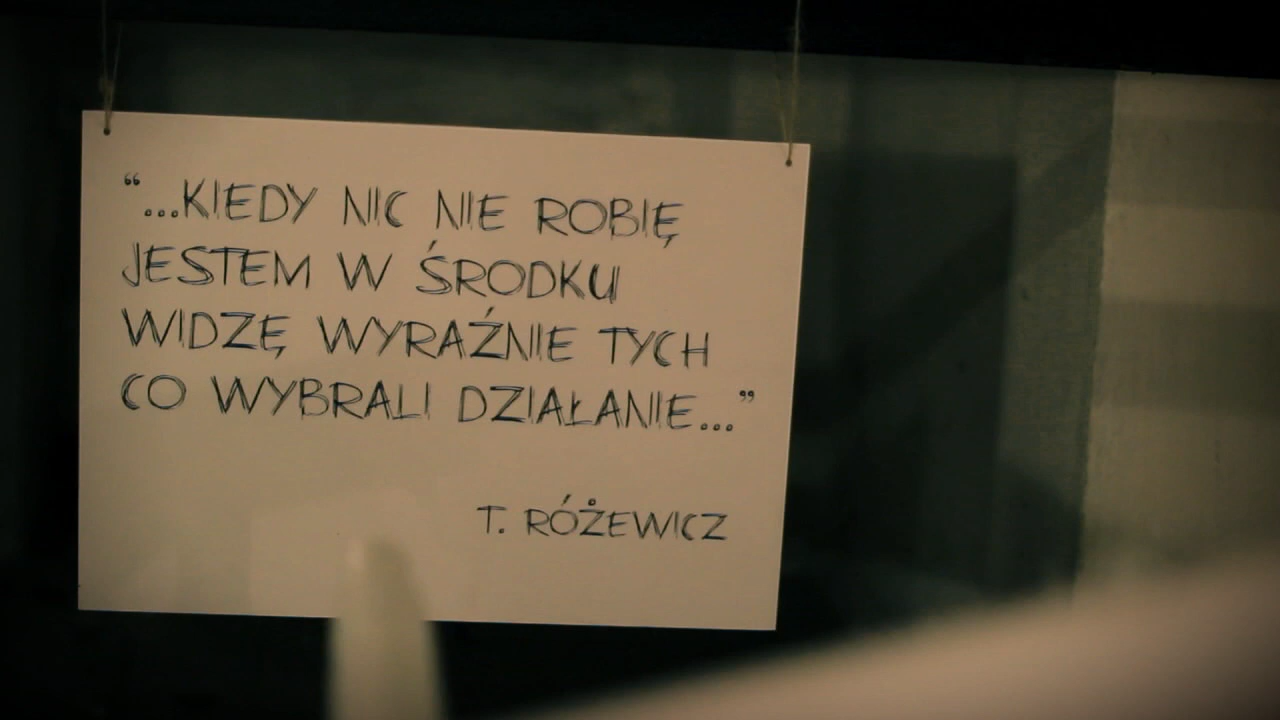 “...KIEDY NIC NIE ROBIĘ
JESTEM W ŚRODKU
WIDZĘ WYRAŹNIE TYCH
CO WYBRALI DZIAŁANIE...”
T. RÓŻEWICZ